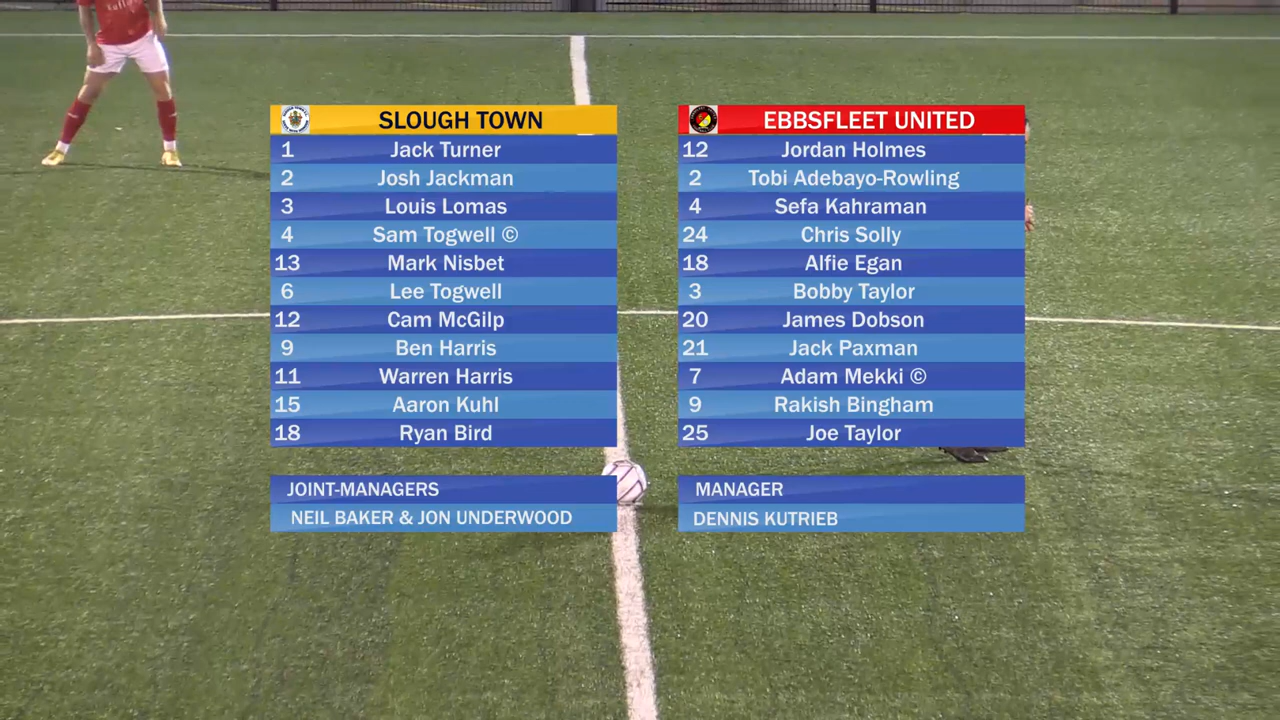 SLOUGH TOWN
1 Jack Turner
2 Josh Jackman
3 Louis Lomas
4 Sam Togwell ©
13 Mark Nisbet
6 Lee Togwell
12 Cam McGilp
9 Ben Harris
11 Warren Harris
15 Aaron Kuhl
18 Ryan Bird
JOINT-MANAGERS
NEIL BAKER & JON UNDERWOOD
EBBSFLEET UNITED
12 Jordan Holmes
2 Tobi Adebayo-Rowling
4 Sefa Kahraman
24 Chris Solly
18 Alfie Egan
3 Bobby Taylor
20 James Dobson
21 Jack Paxman
7 Adam Mekki ©
9 Rakish Bingham
25 Joe Taylor
MANAGER
DENNIS KUTRIEB